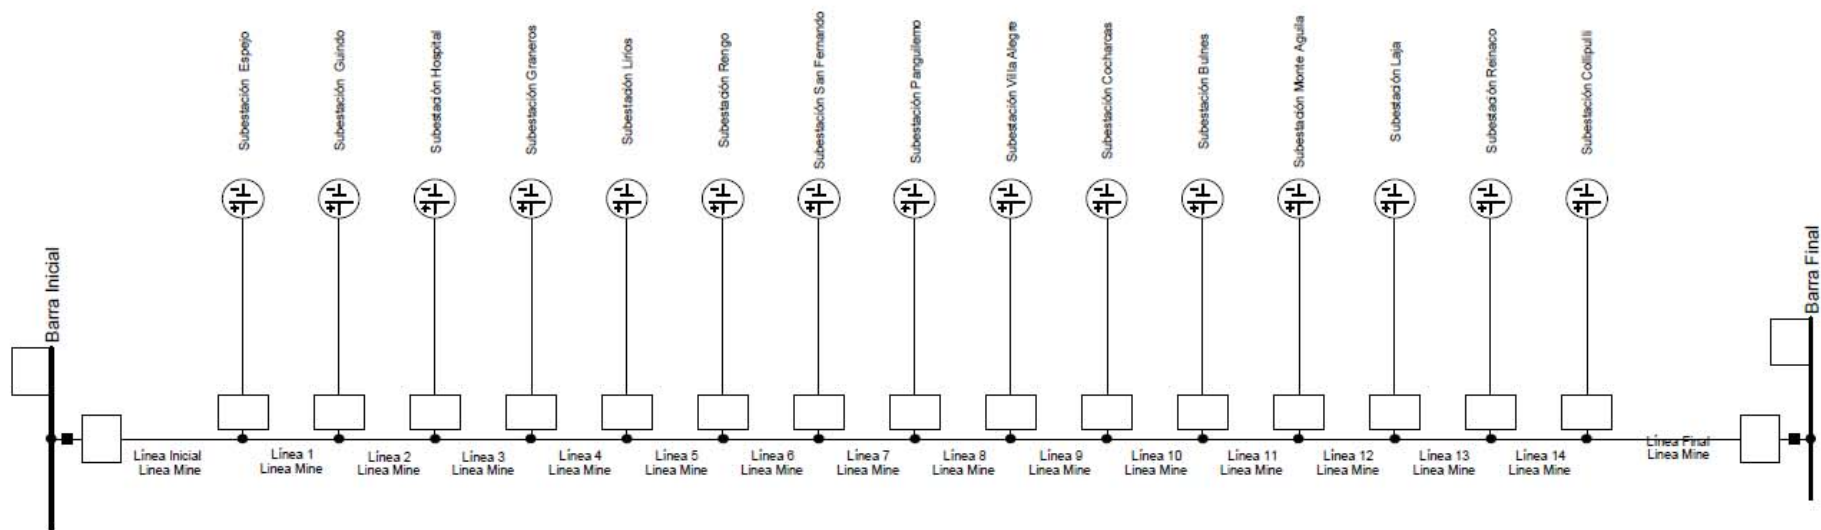 Subestación Espejo
Subestación Guindo
Subestación Hospital
Subestación Graneros
Subestación Lirios
Subestación Rengo
Subestación San Fernando
Subestación Panguilemo
Subestación Villa Alegre
Subestación Cocharcas
Subestación Bulnes
Subestación Monte Aguila
Subestación Laja
Subestación Reinaco
Subestación Collipulli
Barra Inicial
Barra Final
Línea Inicial
Linea Mine
Línea 1
Linea Mine
Línea 2
Linea Mine
Línea 3
Linea Mine
Línea 4
Linea Mine
Línea 5
Linea Mine
Línea 6
Linea Mine
Línea 7
Linea Mine
Línea 8
Linea Mine
Línea 9
Linea Mine
Línea 10
Linea Mine
Línea 11
Linea Mine
Línea 12
Linea Mine
Línea 13
Linea Mine
Línea 14
Linea Mine
Línea Final
Linea Mine